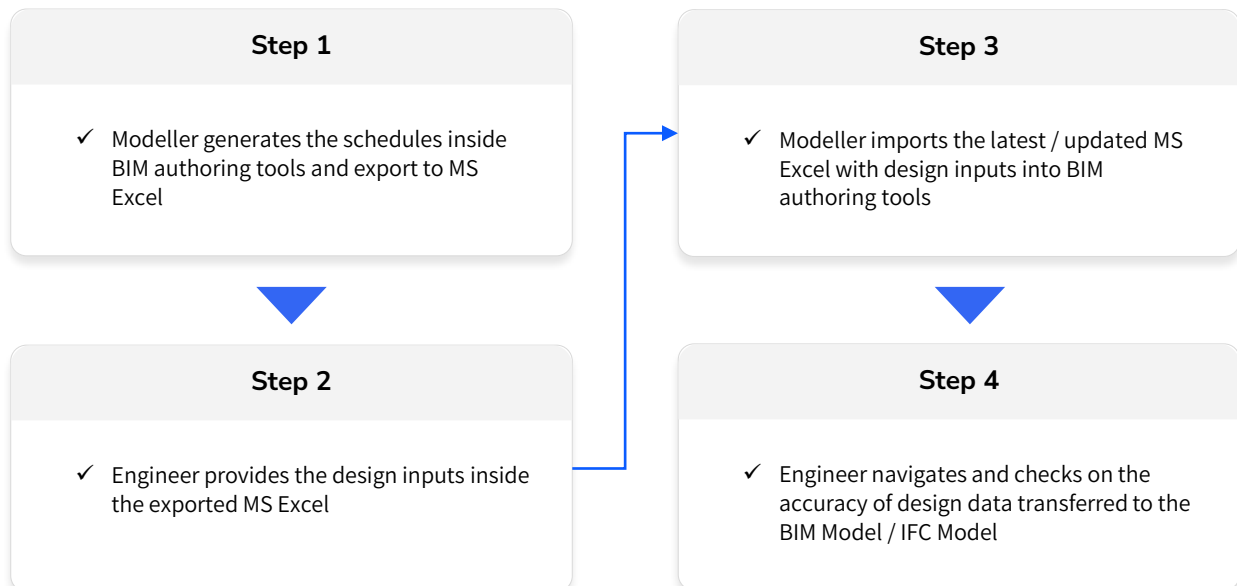 Step 1
✓ Modeller generates the schedules inside
BIM authoring tools and export to MS
Excel
Step 2
✓ Engineer provides the design inputs inside
the exported MS Excel
Step 3
✓ Modeller imports the latest / updated MS
Excel with design inputs into BIM
authoring tools
Step 4
✓ Engineer navigates and checks on the
accuracy of design data transferred to the
BIM Model / IFC Model